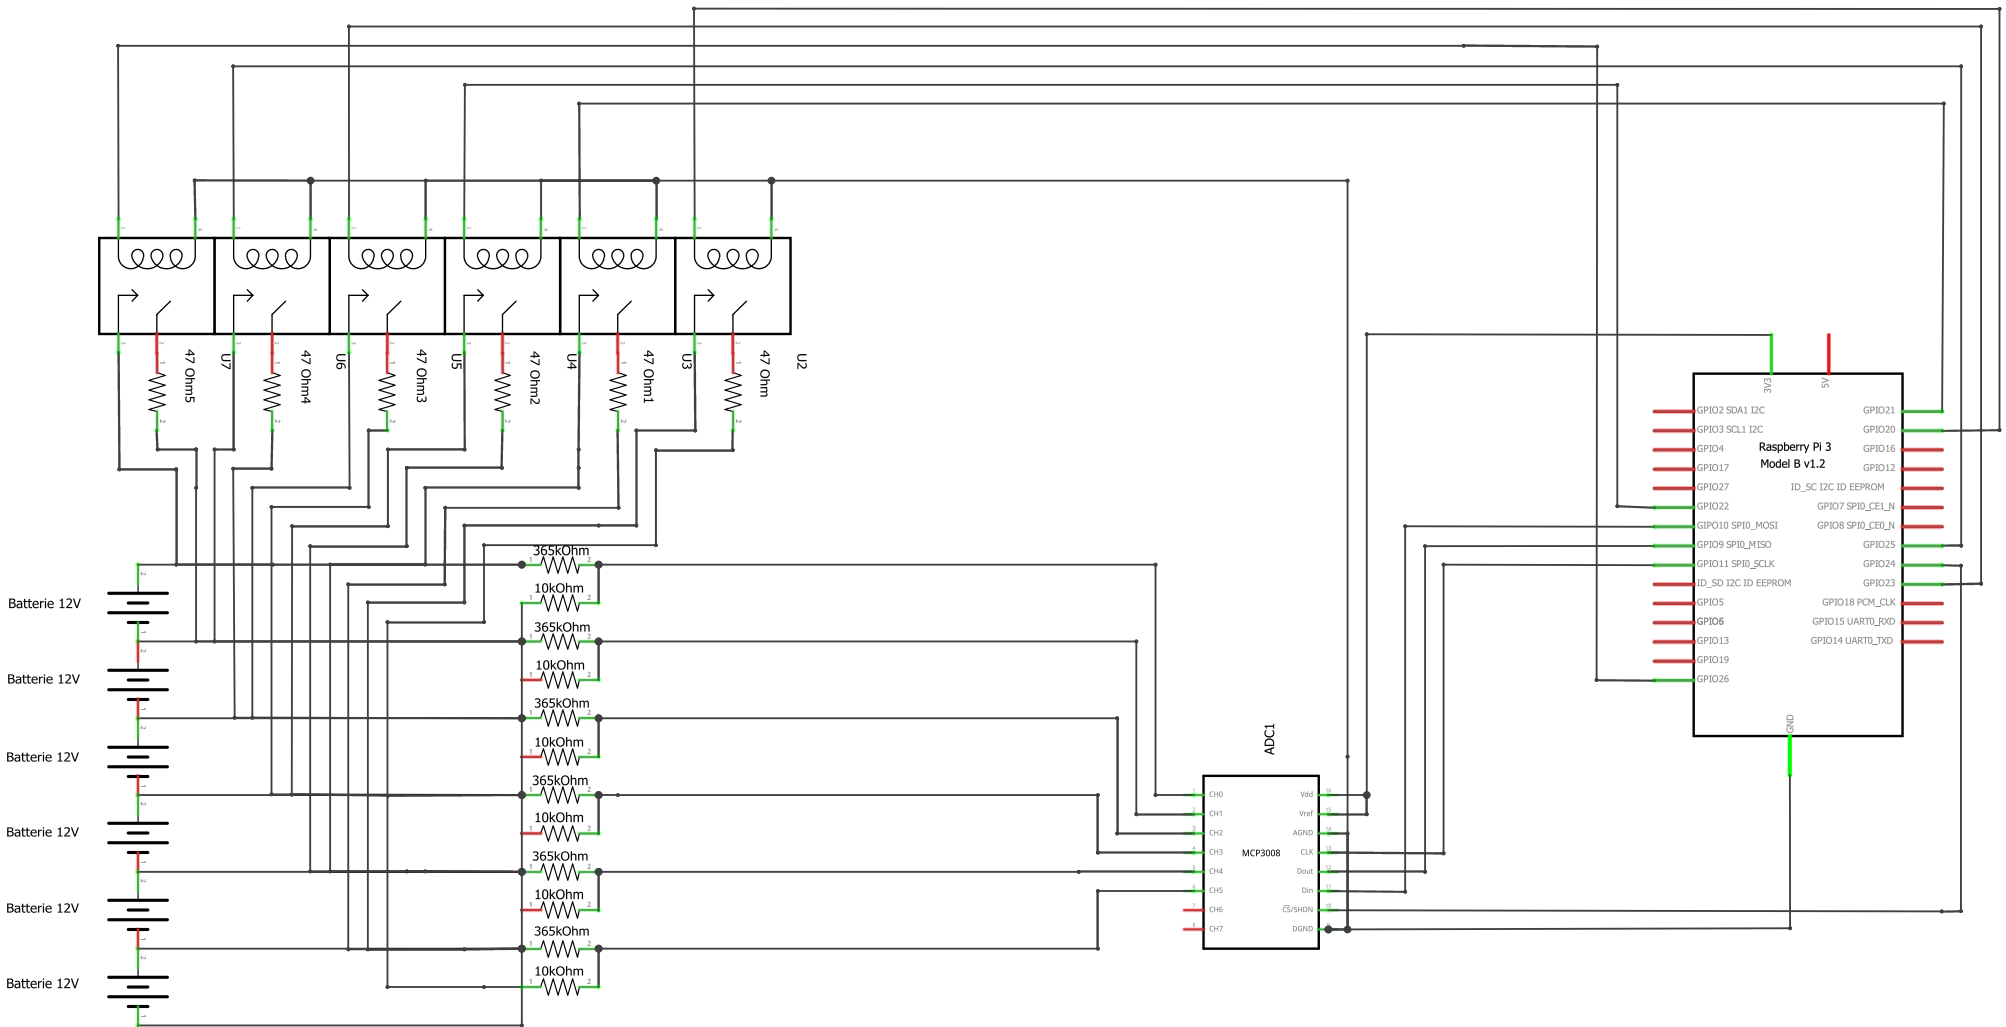 47 Ohm5
U7
47 Ohm4
U6
47 Ohm3
U5
47 Ohm2
U4
47 Ohm1
U3
47 Ohm
U2
3V3
5V
GPIO2 SDA1 I2C
GPIO21
GPIO3 SCL1 I2C
GPIO20
Raspberry Pi 3
Model B v1.2
GPIO4
GPIO16
GPIO17
GPIO12
GPIO27
ID_SC I2C ID EEPROM
GPIO22
GPIO7 SPI0_CE1_N
GIPO10 SPI0_MOSI
GPIO8 SPI0_CE0_N
GPIO9 SPI0_MISO
GPIO25
GPIO11 SPI0_SCLK
GPIO24
ID_SD I2C ID EEPROM
GPIO23
GPIO5
GPIO18 PCM_CLK
GPIO6
GPIO15 UART0_RXD
GPIO13
GPIO14 UART0_TXD
GPIO19
GPIO26
GND
365kOhm
10kOhm
Batterie 12V
365kOhm
10kOhm
Batterie 12V
365kOhm
10kOhm
Batterie 12V
365kOhm
10kOhm
Batterie 12V
365kOhm
10kOhm
Batterie 12V
365kOhm
10kOhm
Batterie 12V
ADC1
MCP3008
CH0
Vdd
CH1
Vref
CH2
AGND
CH3
CLK
CH4
Dout
CH5
Din
CH6
CS/SHDN
CH7
DGND